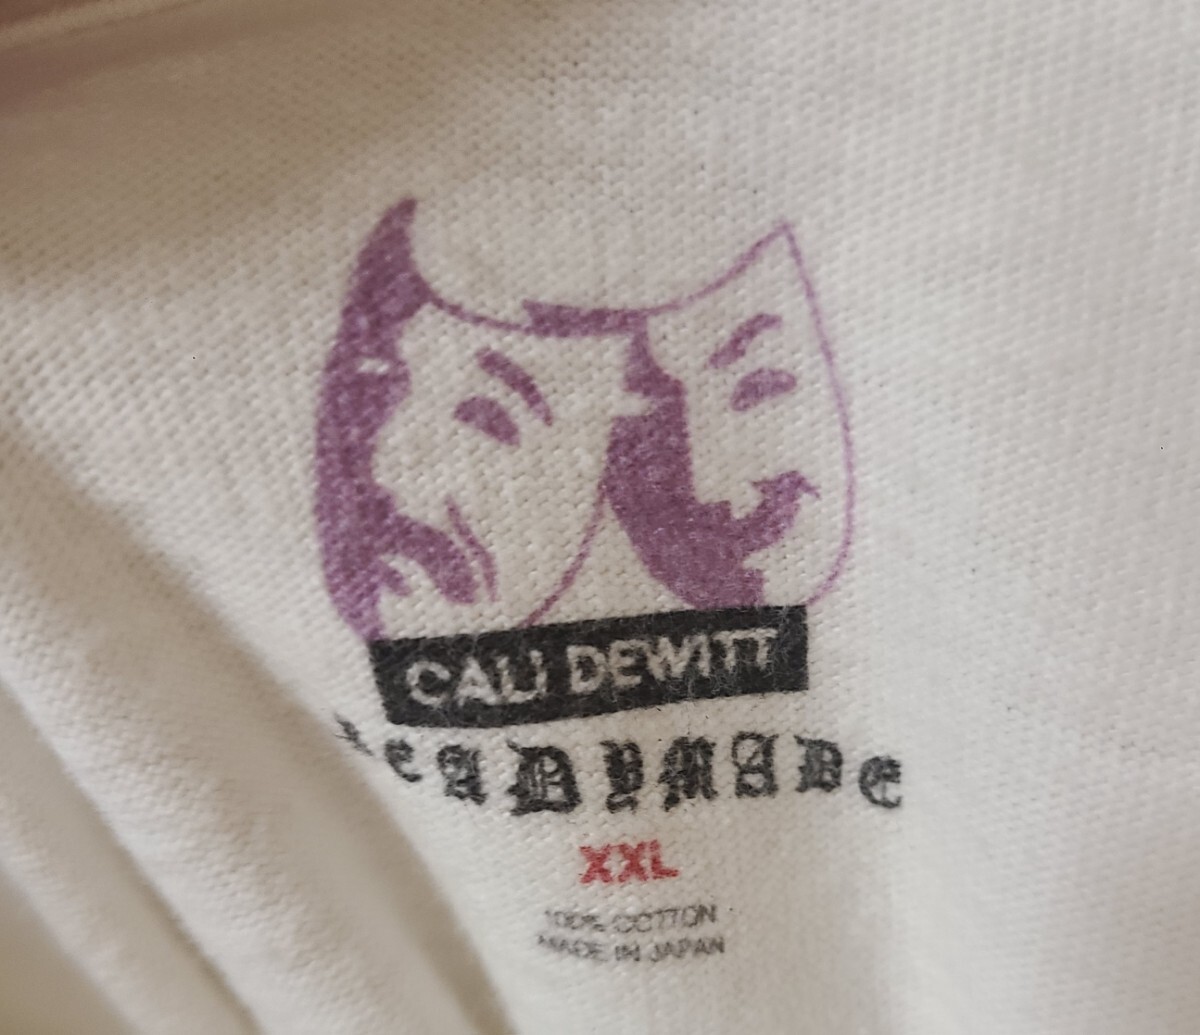 CALI DEWITT
READYMADE
XXL
100% COTTON
MADE IN JAPAN